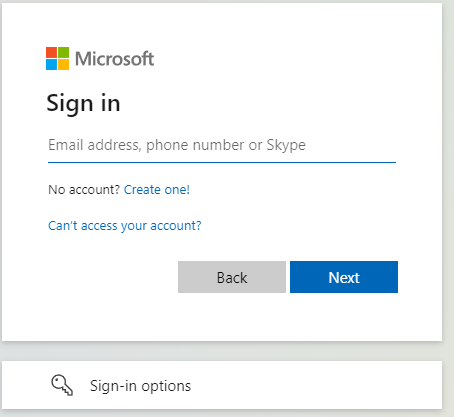 Microsoft
Sign in
Email address, phone number or Skype
No account? Create one!
Can't access your account?
Back Next
Sign-in options